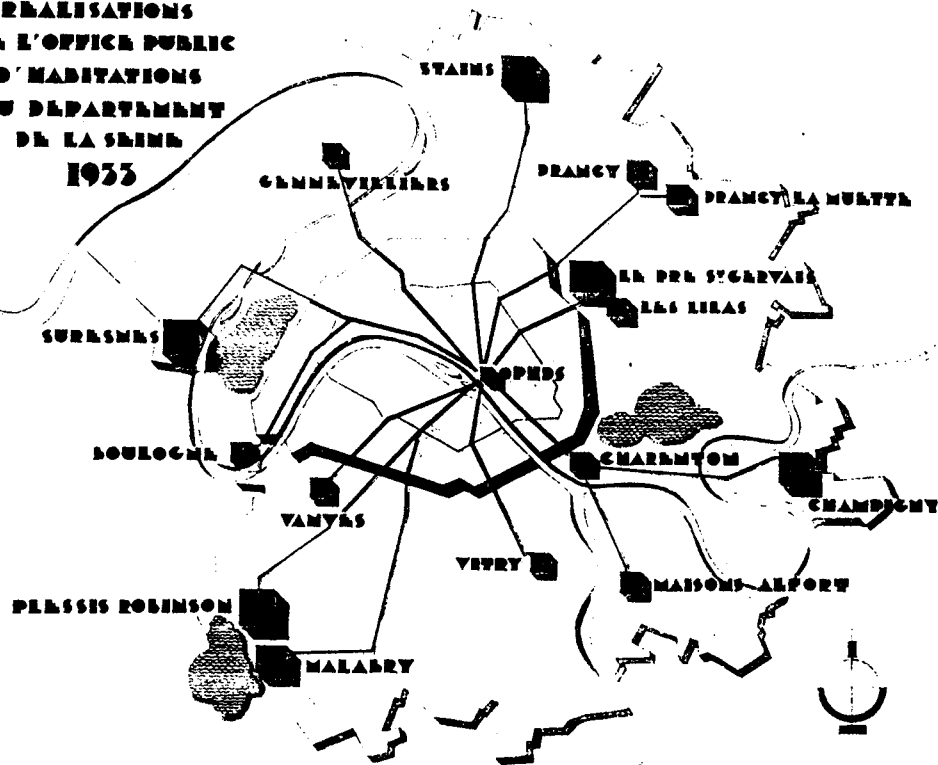 REALISATIONS
L'OFFICE PUBLIC
D'HABITATIONS
DEPARTEMENT
DE LA SEINE
1933
STAINS
GENNEVILLIERS
DRANCY
DRANCY LA MUETTE
LE PRE St GERVAIS
LES LILAS
SURESNES
OPHDS
BOULOGNE
CHARENTON
CHAMPIGNY
VANVES
VITRY
MAISONS-ALFORT
PLESSIS ROBINSON
MALABRY